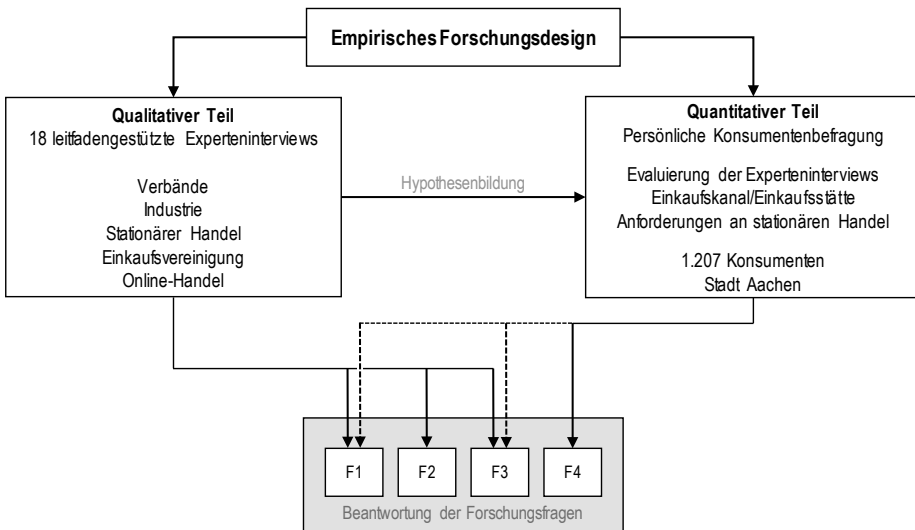 Empirisches Forschungsdesign
Qualitativer Teil
18 leitfadengestützte Experteninterviews
Verbände
Industrie
Stationärer Handel
Einkaufsvereinigung
Online-Handel
Hypothesenbildung
Quantitativer Teil
Persönliche Konsumentenbefragung
Evaluierung der Experteninterviews
Einkaufskanal/Einkaufsstätte
Anforderungen an stationären Handel
1.207 Konsumenten
Stadt Aachen
F1 F2 F3 F4
Beantwortung der Forschungsfragen